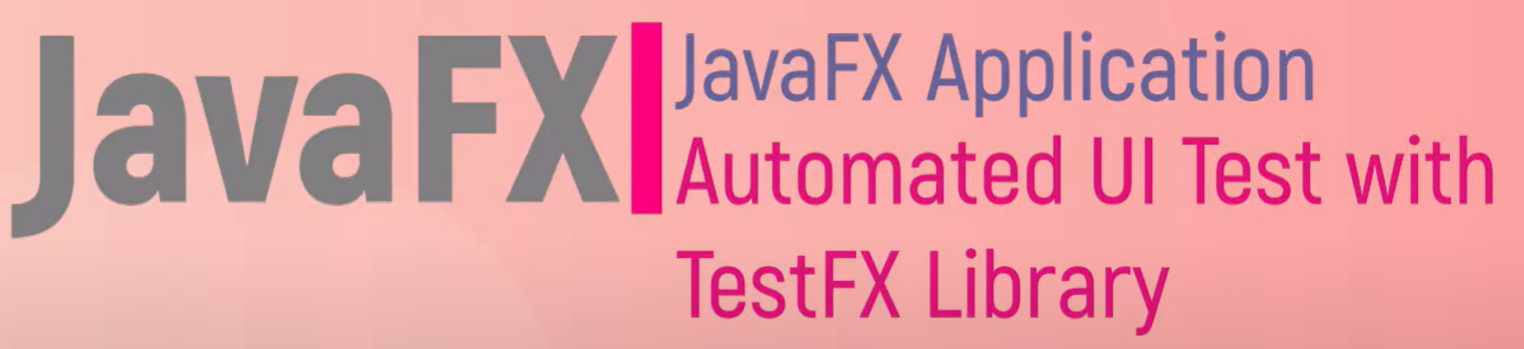 JavaFX
JavaFX Application
Automated UI Test with
TestFX Library